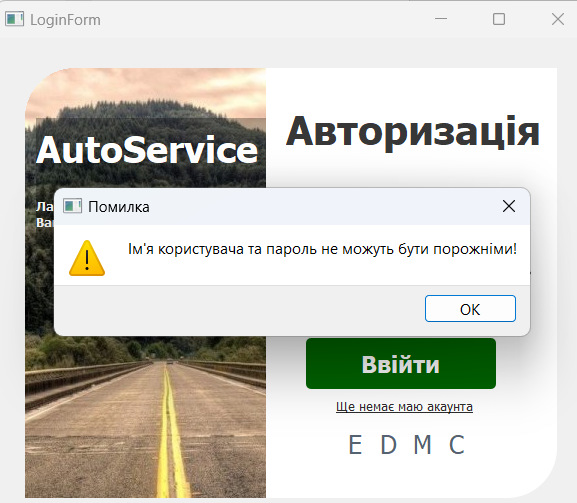 LoginForm
AutoService
Авторизація
Помилка
Ім'я користувача та пароль не можуть бути порожніми!
OK
Ввійти
Ще немає маю акаунта
E D M C